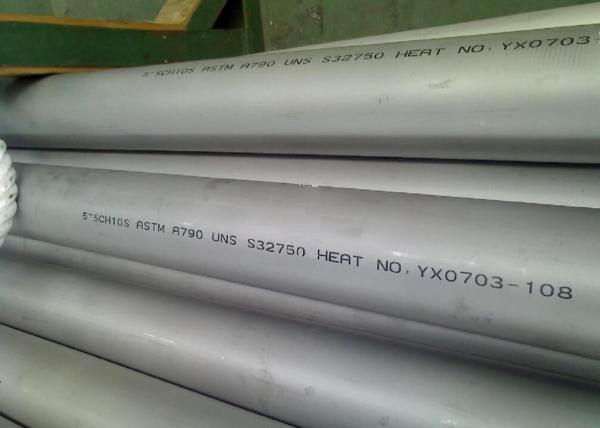 5"SCH10S ASTM A790 UNS S32750 HEAT NO. YX0703-
5"SCH10S ASTM A790 UNS S32750 HEAT NO. YX0703-108